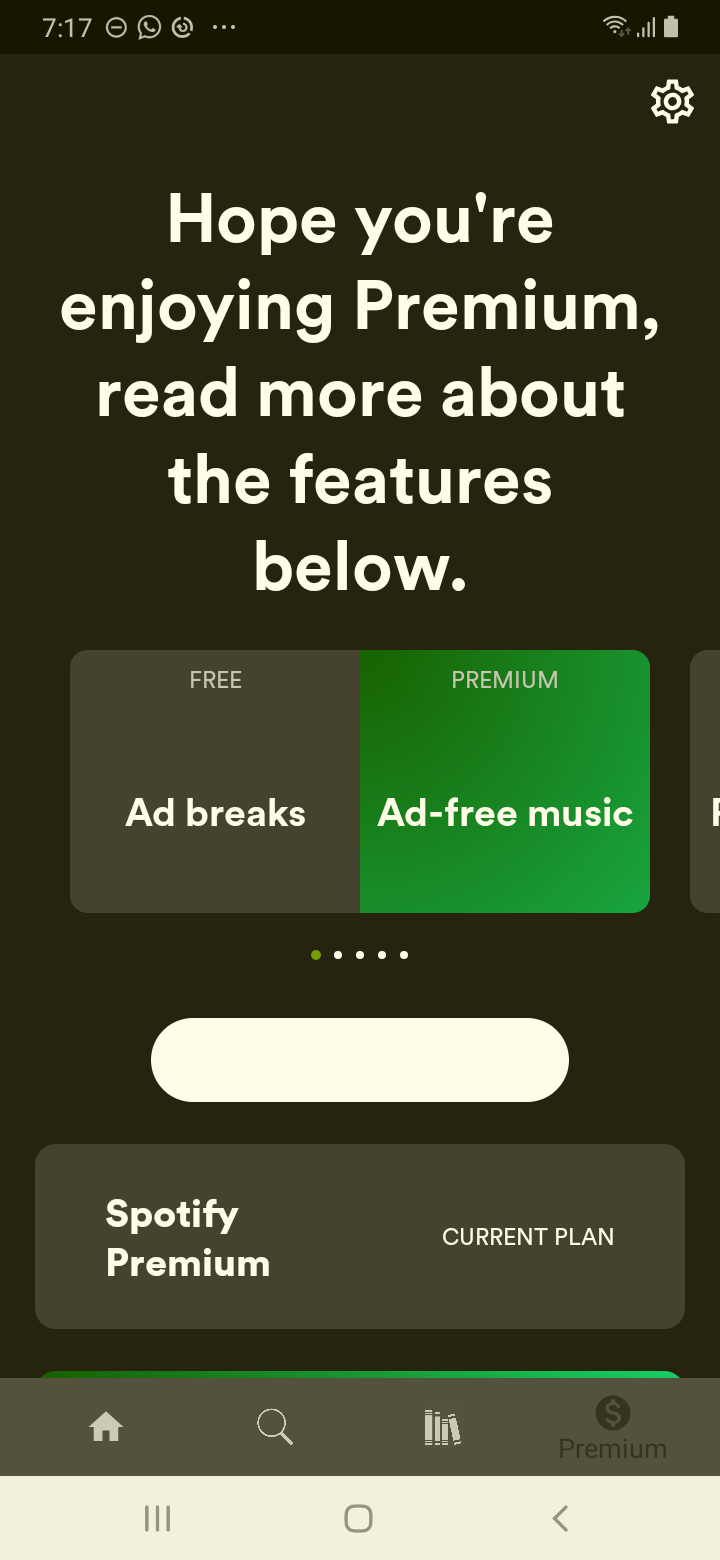 7:17
Hope you're
enjoying Premium,
read more about
the features
below.
FREE
PREMIUM
Ad breaks
Ad-free music
Spotify
Premium
CURRENT PLAN
Premium